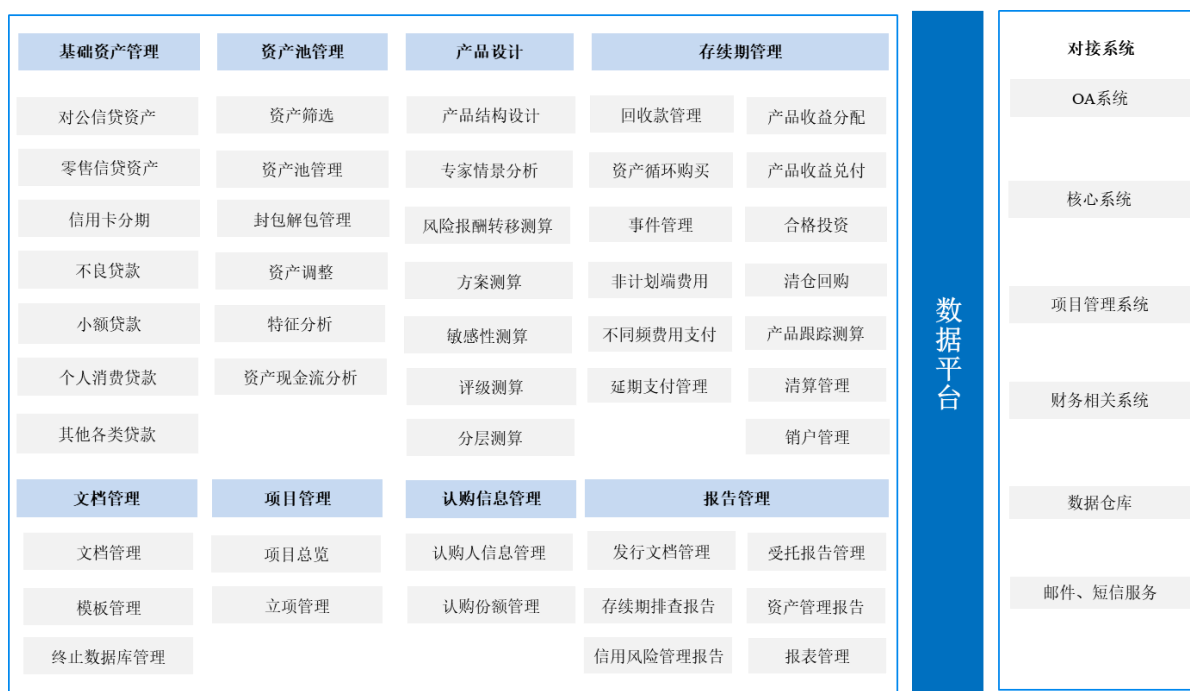 基础资产管理
资产池管理
产品设计
存续期管理
对公信贷资产
资产筛选
产品结构设计
回收款管理
产品收益分配
零售信贷资产
资产池管理
专家情景分析
资产循环购买
产品收益兑付
信用卡分期
封包解包管理
风险报酬转移测算
事件管理
合格投资
不良贷款
资产调整
方案测算
非计划端费用
清仓回购
小额贷款
特征分析
敏感性测算
不同频费用支付
产品跟踪测算
个人消费贷款
资产现金流分析
评级测算
延期支付管理
清算管理
其他各类贷款
分层测算
销户管理
文档管理
项目管理
认购信息管理
报告管理
文档管理
项目总览
认购人信息管理
发行文档管理
受托报告管理
模板管理
立项管理
认购份额管理
存续期排查报告
资产管理报告
终止数据库管理
信用风险管理报告
报表管理
数据平台
对接系统
OA系统
核心系统
项目管理系统
财务相关系统
数据仓库
邮件、短信服务